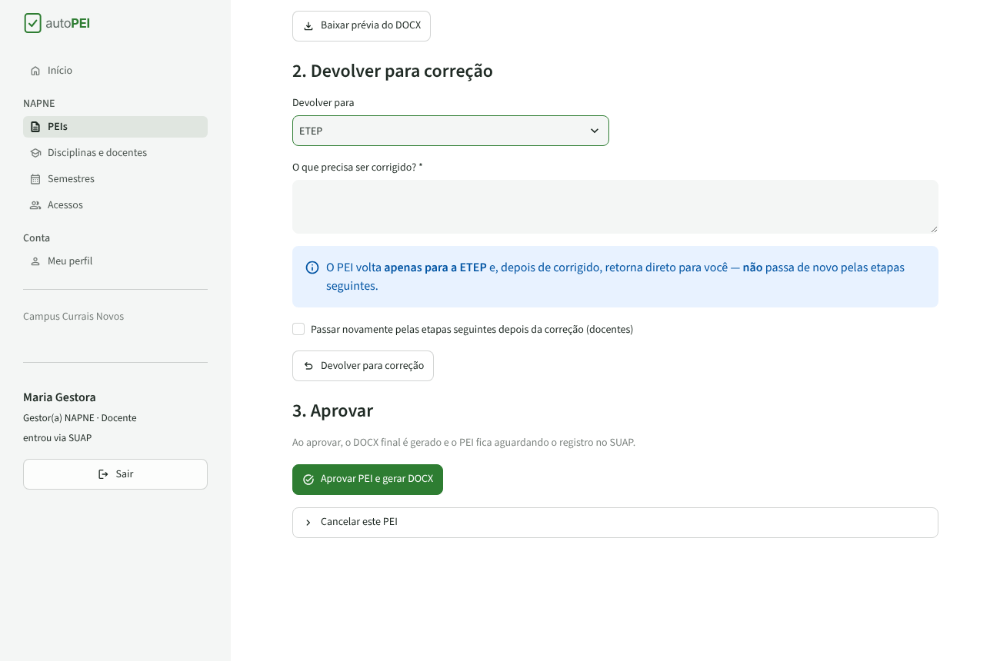 autoPEI
Início
NAPNE
PEIs
Disciplinas e docentes
Semestres
Acessos
Conta
Meu perfil
Campus Currais Novos
Maria Gestora
Gestor(a) NAPNE · Docente
entrou via SUAP
Sair
Baixar prévia do DOCX
2. Devolver para correção
Devolver para
ETEP
O que precisa ser corrigido? *
O PEI volta apenas para a ETEP e, depois de corrigido, retorna direto para você — não passa de novo pelas etapas
seguintes.
Passar novamente pelas etapas seguintes depois da correção (docentes)
Devolver para correção
3. Aprovar
Ao aprovar, o DOCX final é gerado e o PEI fica aguardando o registro no SUAP.
Aprovar PEI e gerar DOCX
Cancelar este PEI